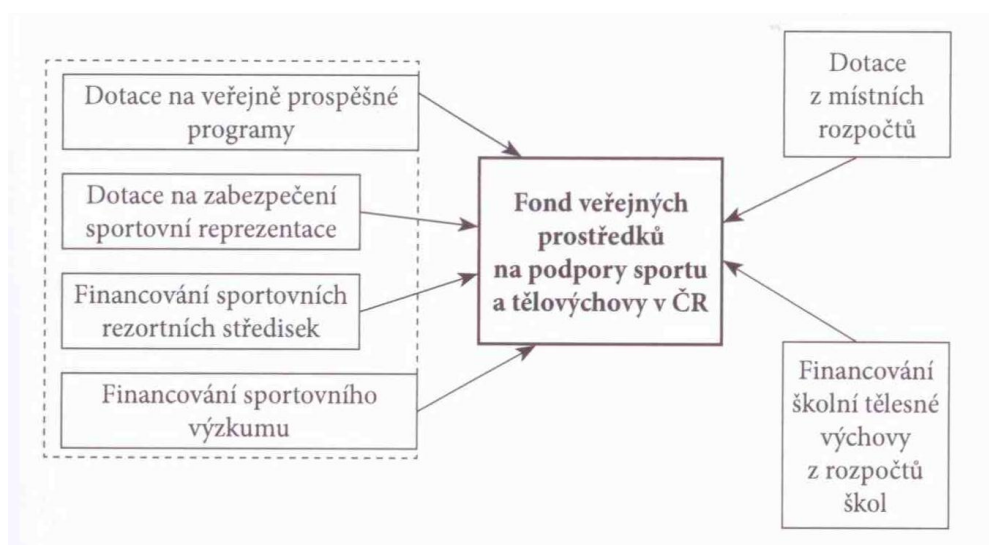 Dotace na veřejně prospěšné
programy
Dotace na zabezpečení
sportovní reprezentace
Financování sportovních
rezortních středisek
Financování sportovního
výzkumu
Fond veřejných
prostředků
na podpory sportu
a tělovýchovy v ČR
Dotace
z místních
rozpočtů
Financování
školní tělesné
výchovy
z rozpočtů
škol